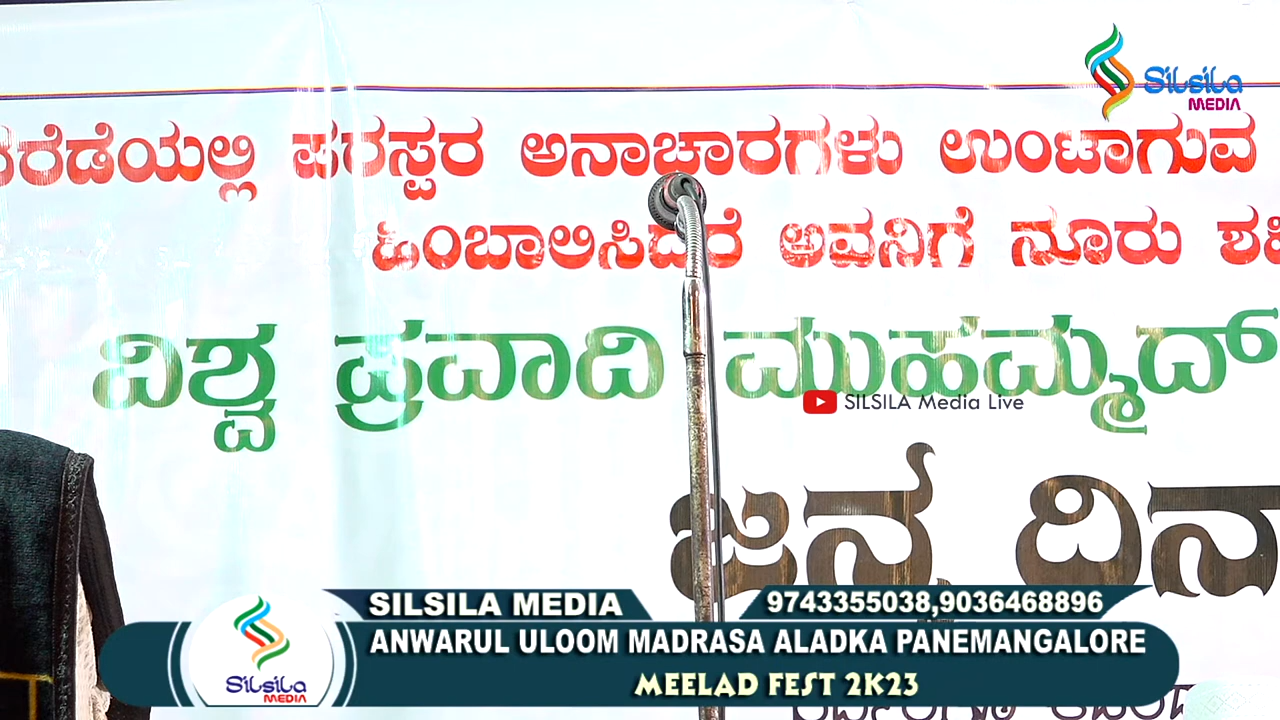 Silsila
MEDIA
ಪರಸ್ಪರ ಅನಾಚಾರಗಳು ಉಂಟಾಗುವ
ಹಿಂಬಾಲಿಸಿದರೆ ಅವನಿಗೆ ನೂರು
ವಿಶ್ವ ಪ್ರವಾದಿ ಮುಹಮ್ಮದ್
SILSILA Media Live
ಜನ್ಮ ದಿನಾ
SILSILA MEDIA
9743355038,9036468896
ANWARUL ULOOM MADRASA ALADKA PANEMANGALORE
MEELAD FEST 2K23
Silsila
MEDIA